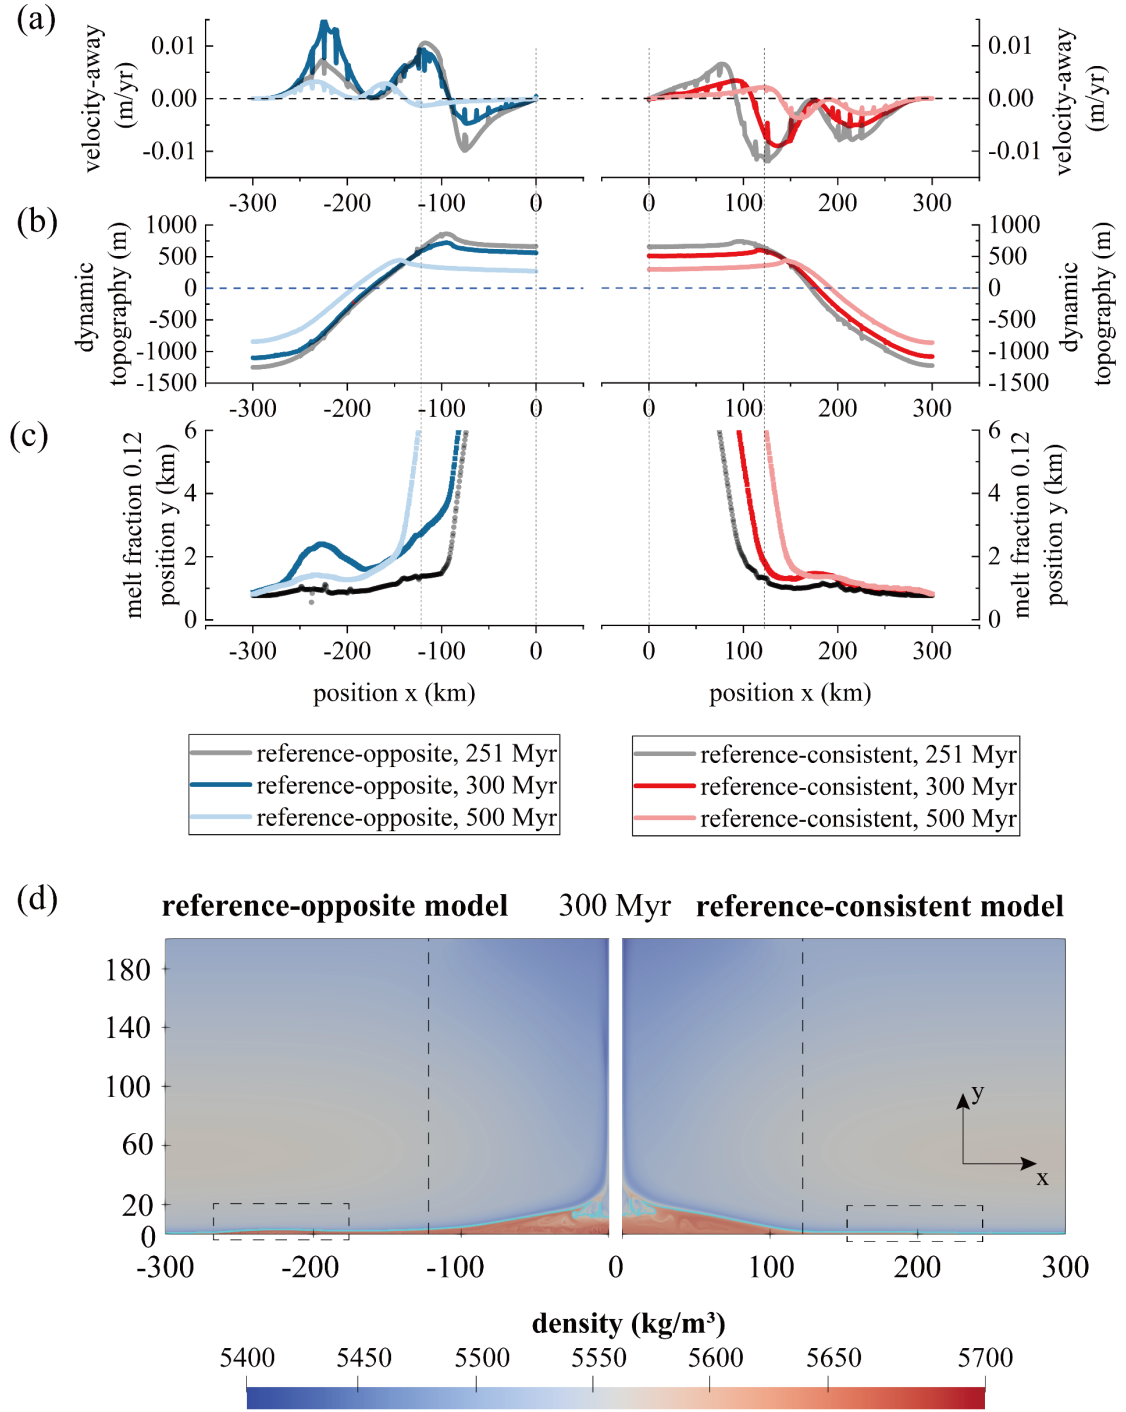 (a)
velocity-away
(m/yr)
0.01
0.00
-0.01
-300 -200 -100 0
0 100 200 300
0.01
0.00
-0.01
velocity-away
(m/yr)
(b)
dynamic
topography (m)
1000
500
0
-500
-1000
-1500
-300 -200 -100 0
0 100 200 300
1000
500
0
-500
-1000
-1500
dynamic
topography (m)
(c)
melt fraction 0.12
position y (km)
6
4
2
0
-300 -200 -100 0
position x (km)
0 100 200 300
position x (km)
6
4
2
0
melt fraction 0.12
position y (km)
reference-opposite, 251 Myr
reference-opposite, 300 Myr
reference-opposite, 500 Myr
reference-consistent, 251 Myr
reference-consistent, 300 Myr
reference-consistent, 500 Myr
(d)
reference-opposite model 300 Myr reference-consistent model
180
140
100
60
20
0
y
x
-300 -200 -100 0 100 200 300
density (kg/m³)
5400 5450 5500 5550 5600 5650 5700